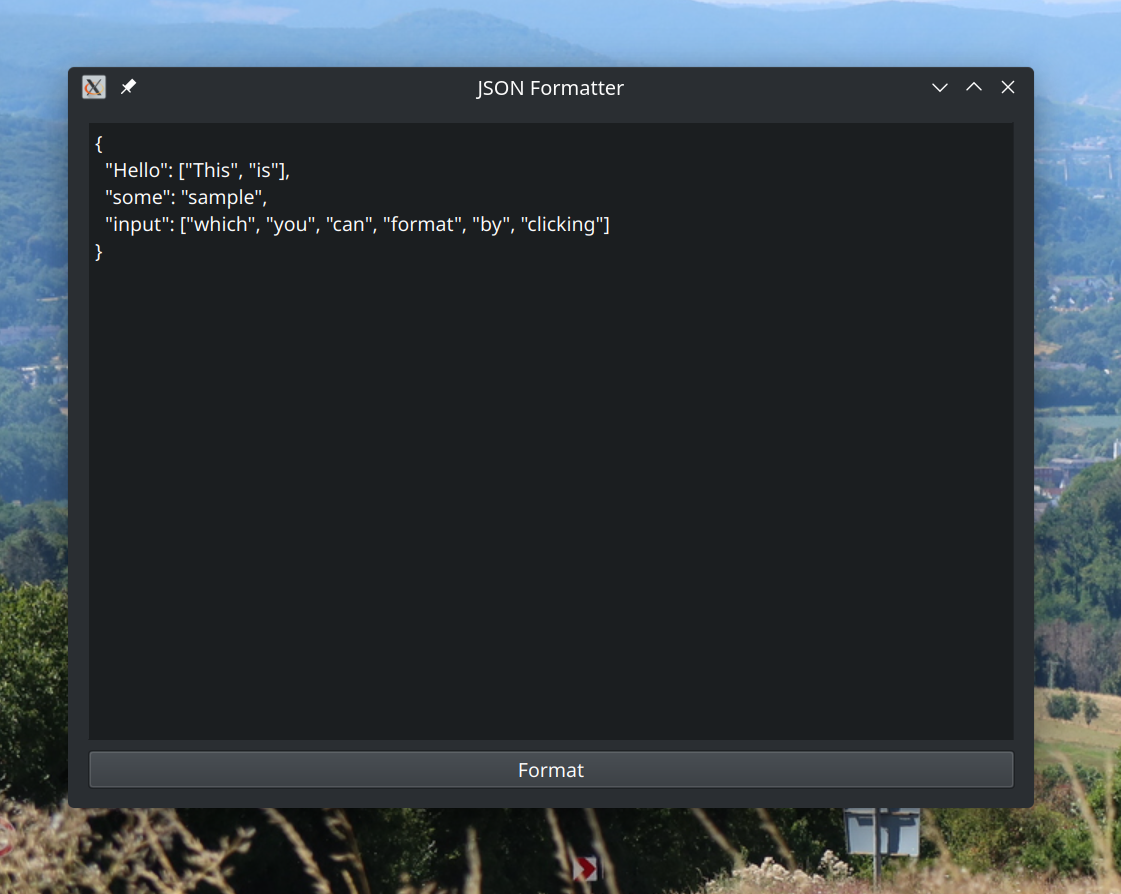 JSON Formatter
{
"Hello": ["This", "is"],
"some": "sample",
"input": ["which", "you", "can", "format", "by", "clicking"]
}
Format